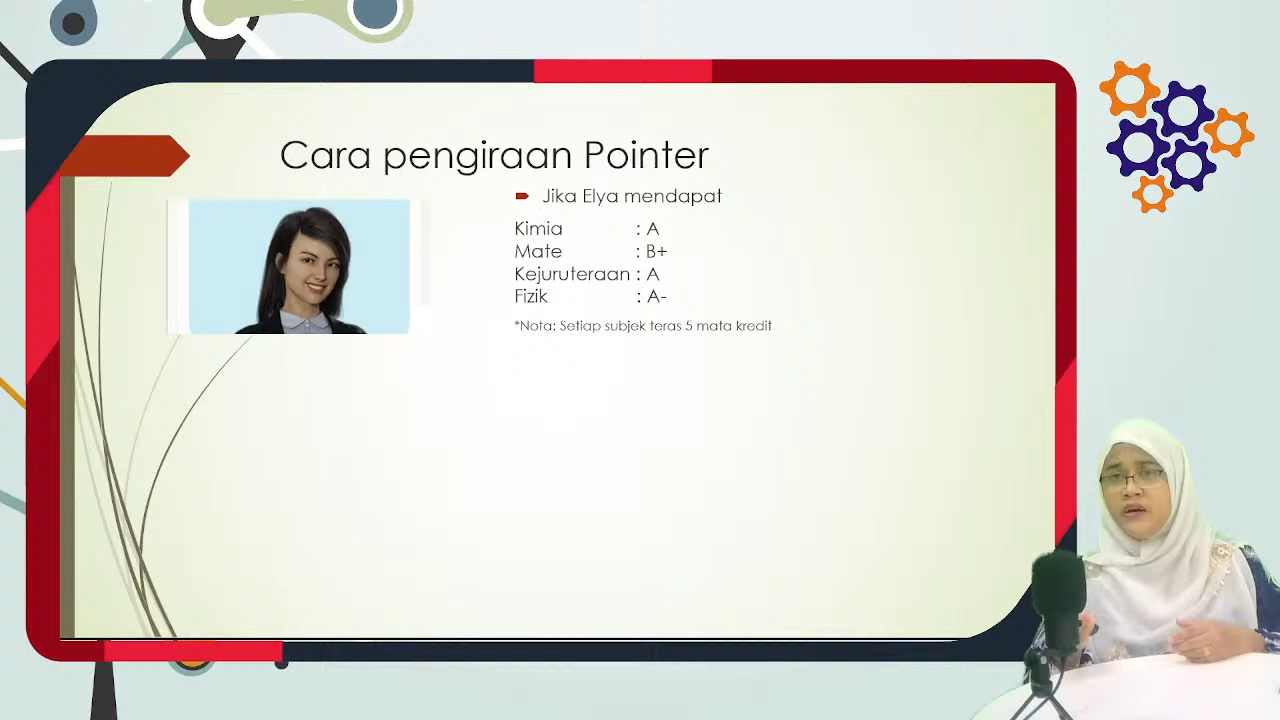 Cara pengiraan Pointer
Jika Elya mendapat
Kimia : A
Mate : B+
Kejuruteraan : A
Fizik : A-
*Nota: Setiap subjek teras 5 mata kredit